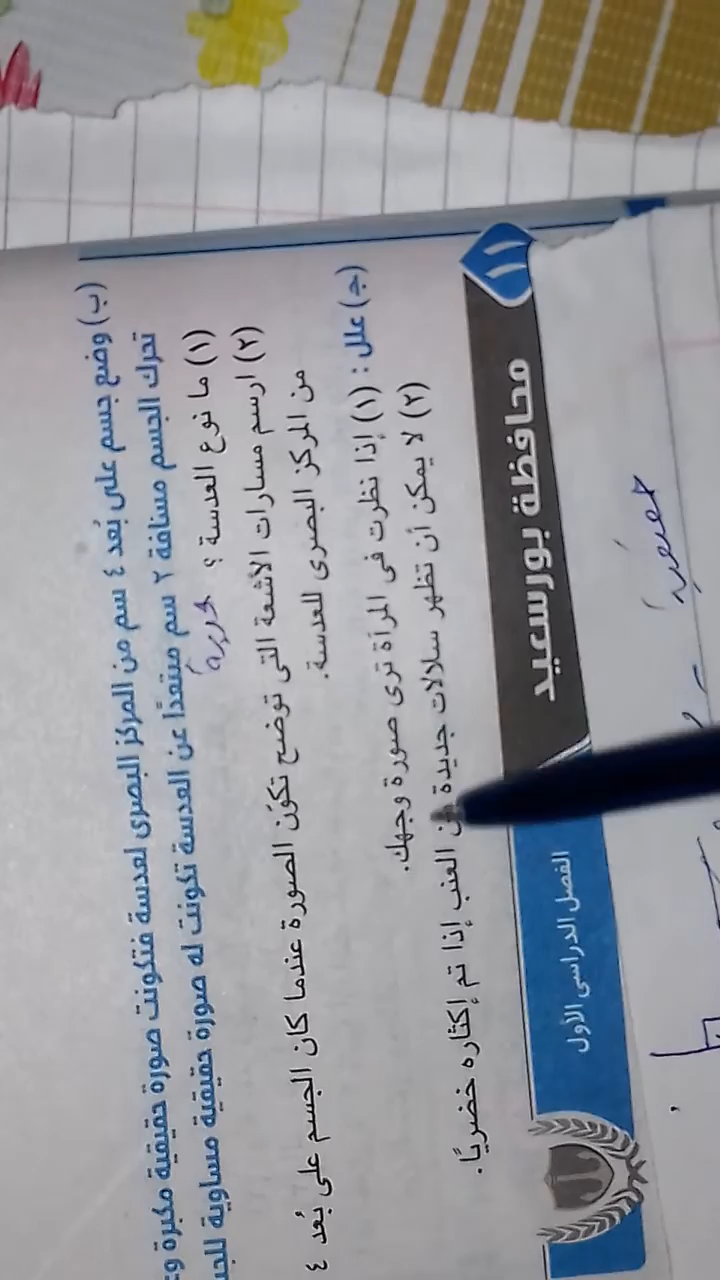 (ب) وضع جسم على بُعد ٤ سم من المركز البصرى لعدسة فتكونت صورة حقيقية مكبرة
تحرك الجسم مسافة ٢ سم مبتعدًا عن العدسة تكونت له صورة حقيقية مساوية
(١) ما نوع العدسة ؟
(٢) ارسم مسارات الأشعة التى توضح تكوّن الصورة عندما كان الجسم على بُعد ٤
من المركز البصرى للعدسة.
(جـ) علل : (١) إذا نظرت فى المرآة ترى صورة وجهك.
(٢) لا يمكن أن تظهر سلالات جديدة من العنب إذا تم إكثاره خضريًا.
١١ محافظة بورسعيد الفصل الدراسى الأول